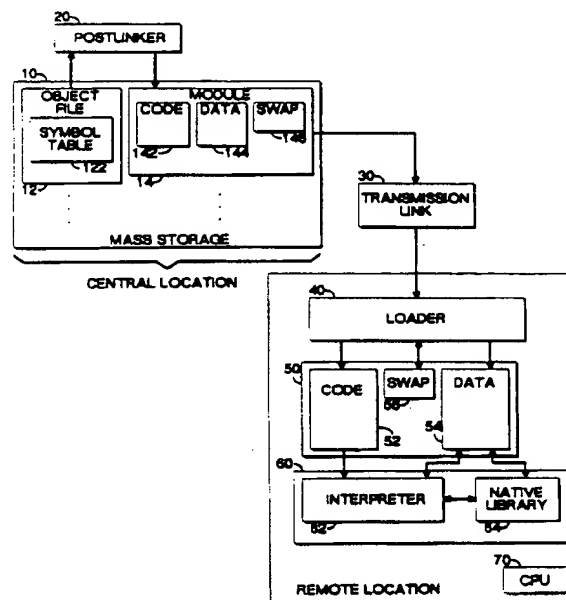 20
POSTLINKER
10
OBJECT
FILE
SYMBOL
TABLE
122
12
MODULE
CODE
142
DATA
144
SWAP
146
14
MASS STORAGE
CENTRAL LOCATION
30
TRANSMISSION
LINK
40
LOADER
50
CODE
52
SWAP
56
DATA
54
60
INTERPRETER
62
NATIVE
LIBRARY
64
70
CPU
REMOTE LOCATION